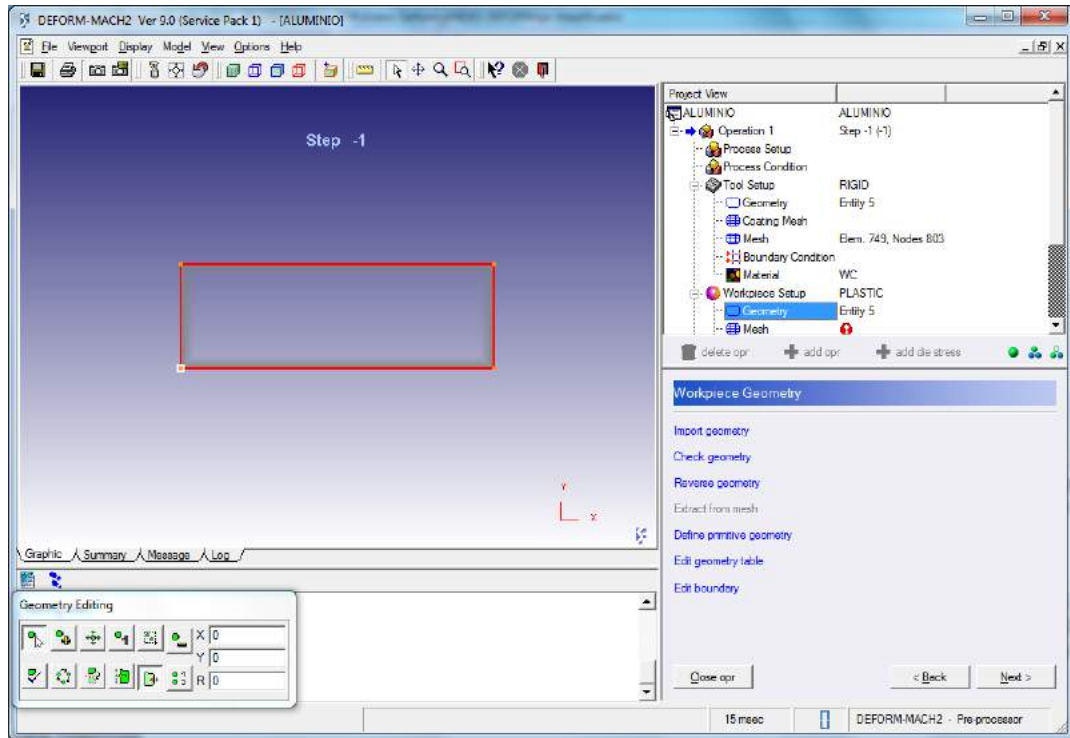 DEFORM-MACH2 Ver 9.0 (Service Pack 1) - [ALUMINIO]
File Viewport Display Model View Options Help
Step -1
Y
X
Graphic Summary Message Log
Geometry Editing
X 0
Y 0
R 0
Project View
ALUMINIO ALUMINIO
Operation 1 Step -1 (-1)
Process Setup
Process Condition
Tool Setup RIGID
Geometry Entity 5
Coating Mesh
Mesh Elem. 749, Nodes 803
Boundary Condition
Material WC
Workpiece Setup PLASTIC
Geometry Entity 5
Mesh
delete opr add opr add die stress
Workpiece Geometry
Import geometry
Check geometry
Reverse geometry
Extract from mesh
Define primitive geometry
Edit geometry table
Edit boundary
Close opr < Back Next >
15 msec DEFORM-MACH2 - Pre-processor